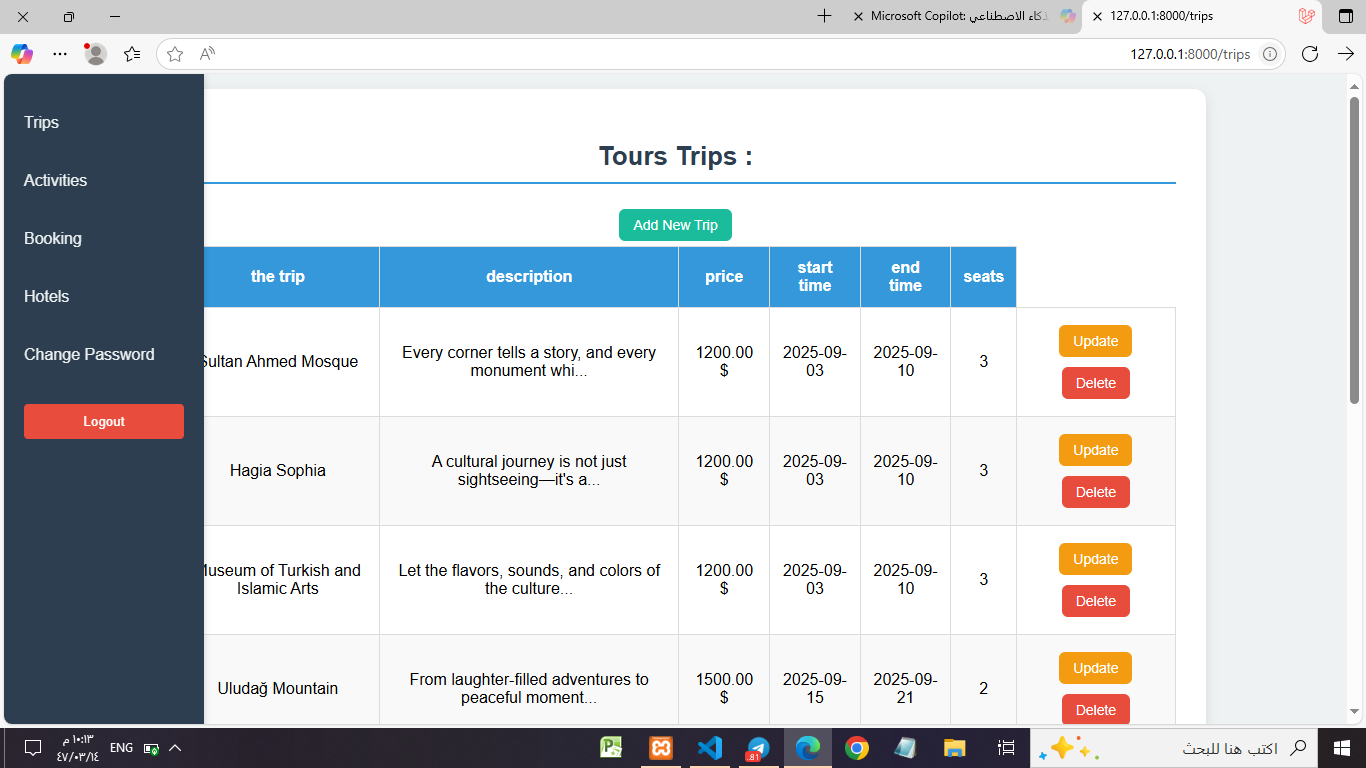 Microsoft Copilot: ذكاء الاصطناعي
127.0.0.1:8000/trips
127.0.0.1:8000/trips
Trips
Activities
Booking
Hotels
Change Password
Logout
Tours Trips :
Add New Trip
the trip
description
price
start
time
end
time
seats
Sultan Ahmed Mosque
Every corner tells a story, and every
monument whi...
1200.00
$
2025-09-
03
2025-09-
10
3
Update
Delete
Hagia Sophia
A cultural journey is not just
sightseeing—it's a...
1200.00
$
2025-09-
03
2025-09-
10
3
Update
Delete
Museum of Turkish and
Islamic Arts
Let the flavors, sounds, and colors of
the culture...
1200.00
$
2025-09-
03
2025-09-
10
3
Update
Delete
Uludağ Mountain
From laughter-filled adventures to
peaceful moment...
1500.00
$
2025-09-
15
2025-09-
21
2
Update
Delete
١٠:١٣ م
٤٧/٠٣/١٤
ENG
81
اكتب هنا للبحث